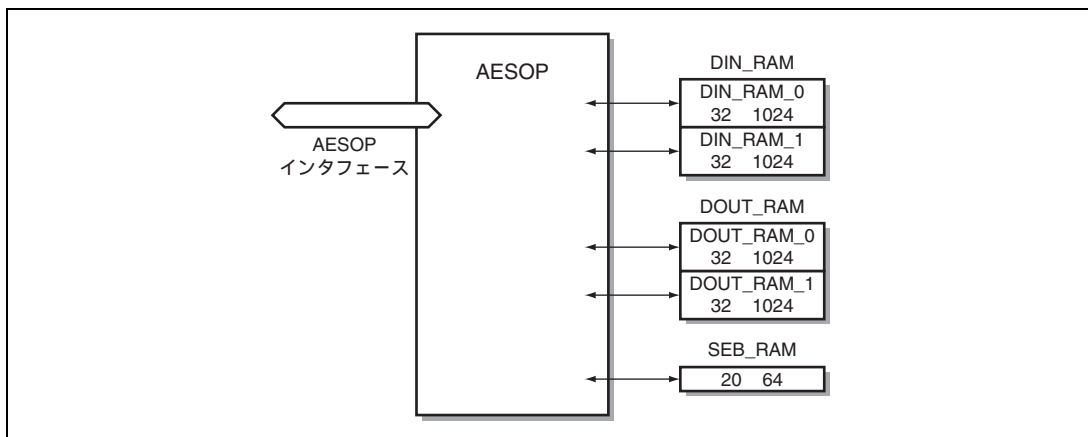 AESOP
AESOP
インタフェース
DIN_RAM
DIN_RAM_0
32 1024
DIN_RAM_1
32 1024
DOUT_RAM
DOUT_RAM_0
32 1024
DOUT_RAM_1
32 1024
SEB_RAM
20 64